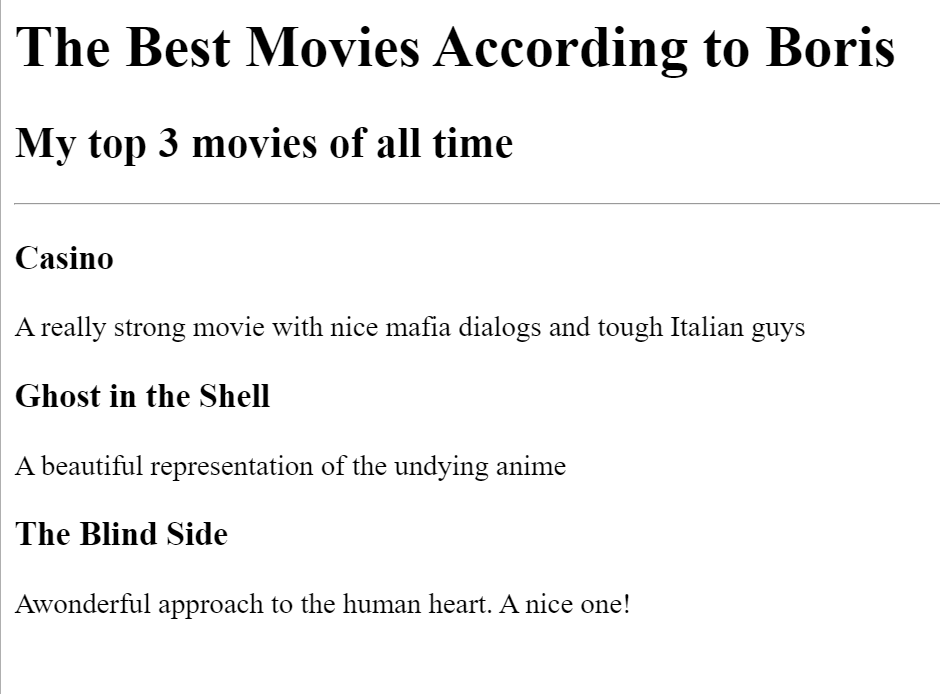 The Best Movies According to Boris
My top 3 movies of all time
Casino
A really strong movie with nice mafia dialogs and tough Italian guys
Ghost in the Shell
A beautiful representation of the undying anime
The Blind Side
Awonderful approach to the human heart. A nice one!